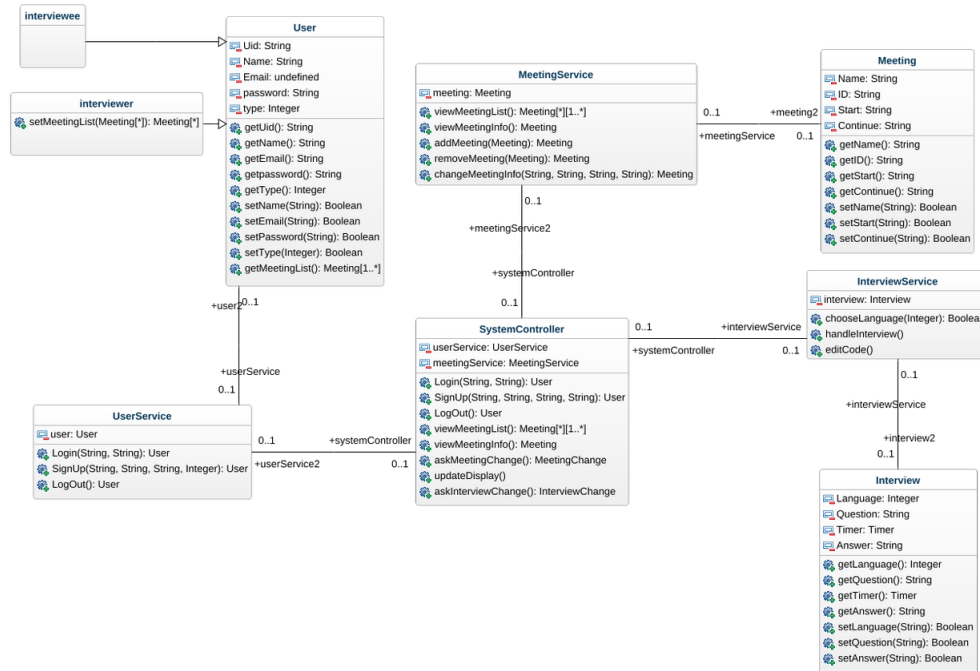 interviewee
User
Uid: String
Name: String
Email: undefined
password: String
type: Integer
getUid(): String
getName(): String
getEmail(): String
getpassword(): String
getType(): Integer
setName(String): Boolean
setEmail(String): Boolean
setPassword(String): Boolean
setType(Integer): Boolean
getMeetingList(): Meeting[1..*]
interviewer
setMeetingList(Meeting[*]): Meeting[*]
MeetingService
meeting: Meeting
viewMeetingList(): Meeting[*][1..*]
viewMeetingInfo(): Meeting
addMeeting(Meeting): Meeting
removeMeeting(Meeting): Meeting
changeMeetingInfo(String, String, String, String): Meeting
0..1
+meeting2
+meetingService
0..1
Meeting
Name: String
ID: String
Start: String
Continue: String
getName(): String
getID(): String
getStart(): String
getContinue(): String
setName(String): Boolean
setStart(String): Boolean
setContinue(String): Boolean
0..1
+meetingService2
+systemController
0..1
+user2
0..1
+userService
0..1
UserService
user: User
Login(String, String): User
SignUp(String, String, String, Integer): User
LogOut(): User
0..1
+systemController
+userService2
0..1
SystemController
userService: UserService
meetingService: MeetingService
Login(String, String): User
SignUp(String, String, String, String): User
LogOut(): User
viewMeetingList(): Meeting[*][1..*]
viewMeetingInfo(): Meeting
askMeetingChange(): MeetingChange
updateDisplay()
askInterviewChange(): InterviewChange
0..1
+interviewService
+systemController
0..1
InterviewService
interview: Interview
chooseLanguage(Integer): Boolea
handleInterview()
editCode()
0..1
+interviewService
+interview2
0..1
Interview
Language: Integer
Question: String
Timer: Timer
Answer: String
getLanguage(): Integer
getQuestion(): String
getTimer(): Timer
getAnswer(): String
setLanguage(String): Boolean
setQuestion(String): Boolean
setAnswer(String): Boolean